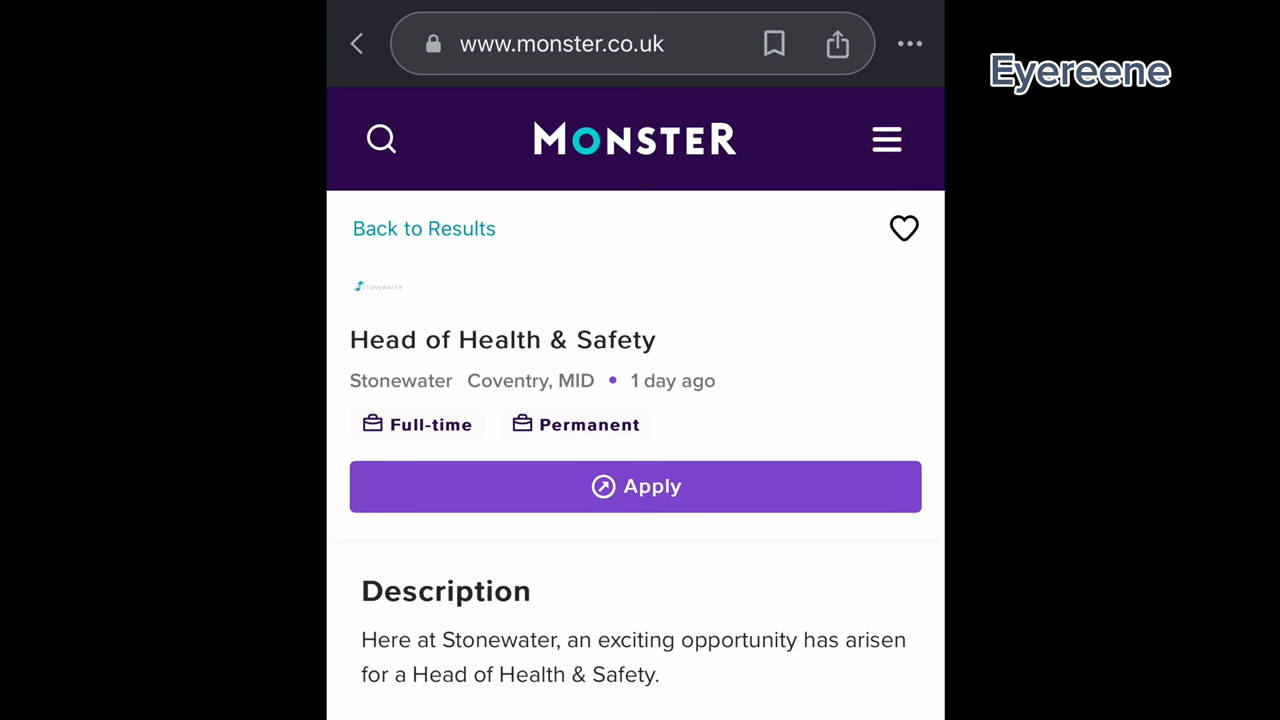 www.monster.co.uk
Eyereene
MONSTER
Back to Results
STONEWATER
Head of Health & Safety
Stonewater Coventry, MID • 1 day ago
Full-time Permanent
Apply
Description
Here at Stonewater, an exciting opportunity has arisen
for a Head of Health & Safety.